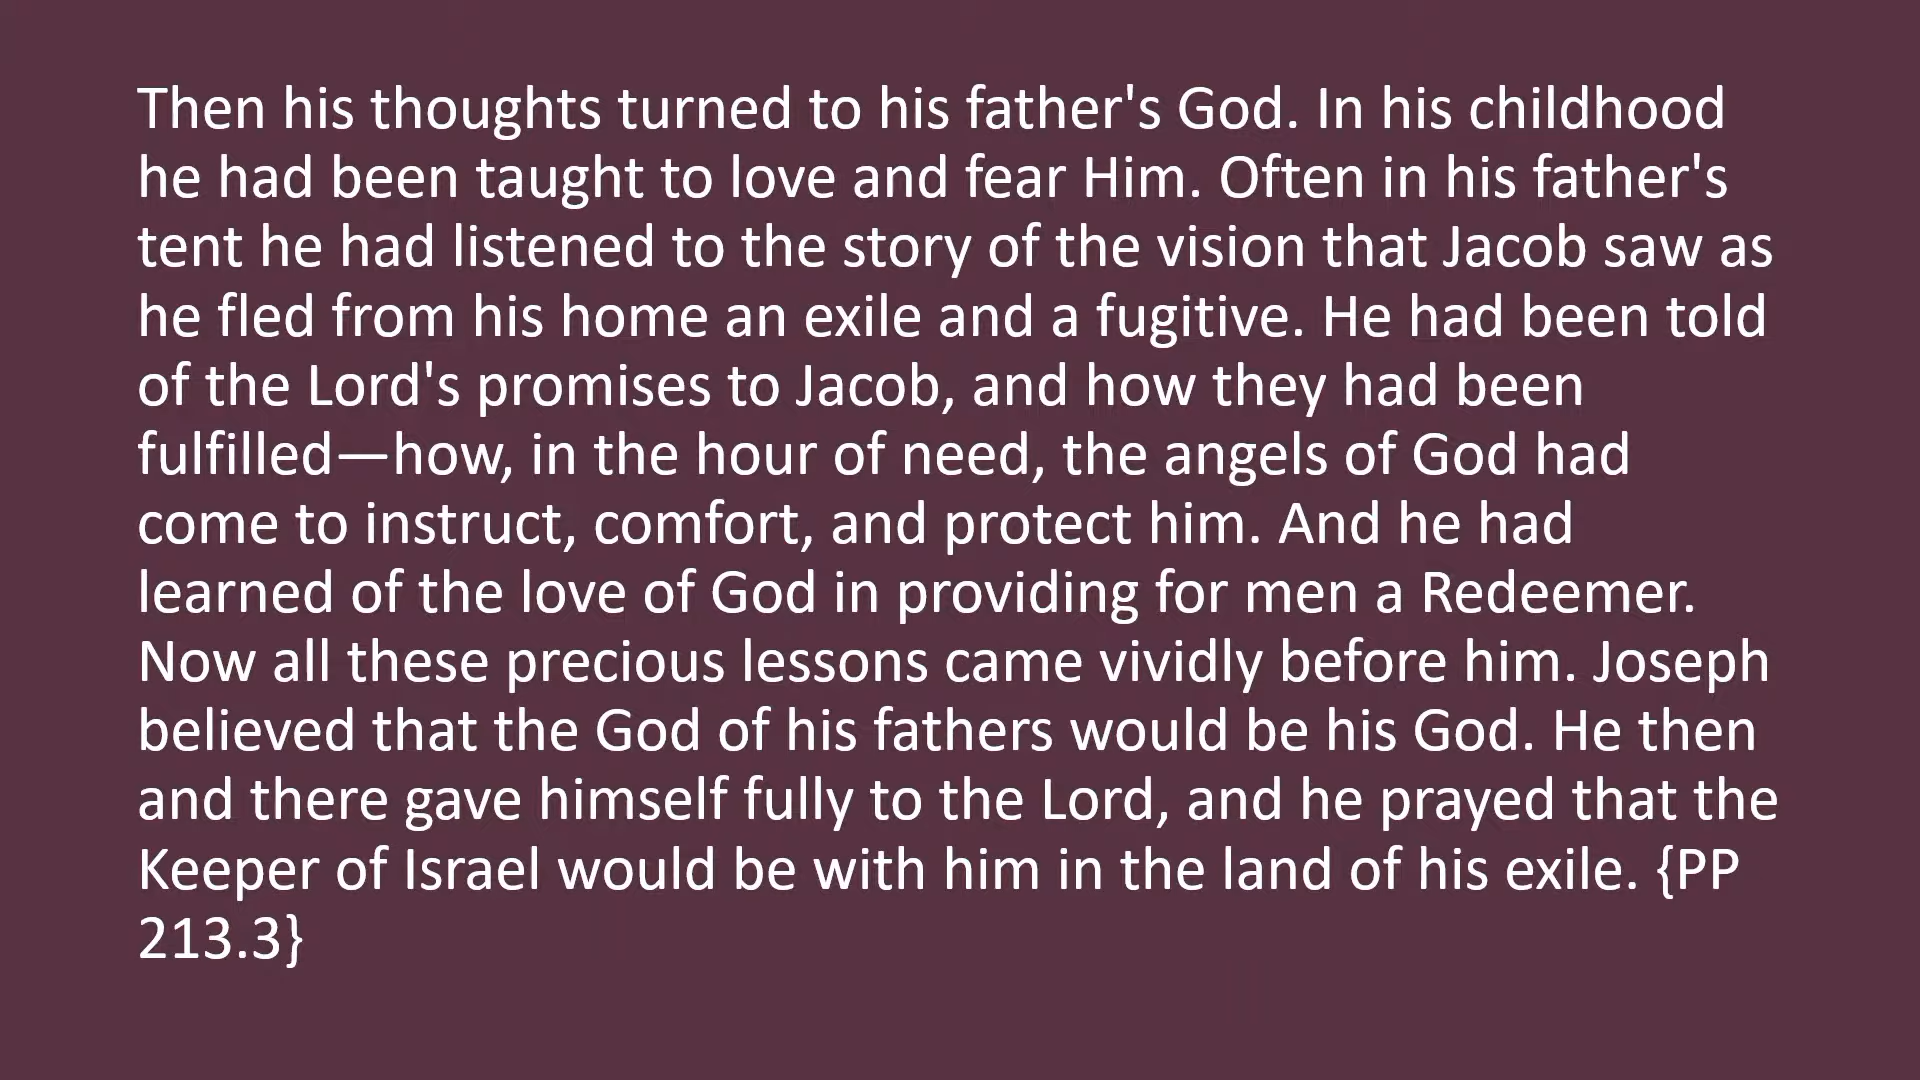 Then his thoughts turned to his father's God. In his childhood
he had been taught to love and fear Him. Often in his father's
tent he had listened to the story of the vision that Jacob saw as
he fled from his home an exile and a fugitive. He had been told
of the Lord's promises to Jacob, and how they had been
fulfilled—how, in the hour of need, the angels of God had
come to instruct, comfort, and protect him. And he had
learned of the love of God in providing for men a Redeemer.
Now all these precious lessons came vividly before him. Joseph
believed that the God of his fathers would be his God. He then
and there gave himself fully to the Lord, and he prayed that the
Keeper of Israel would be with him in the land of his exile. {PP
213.3}